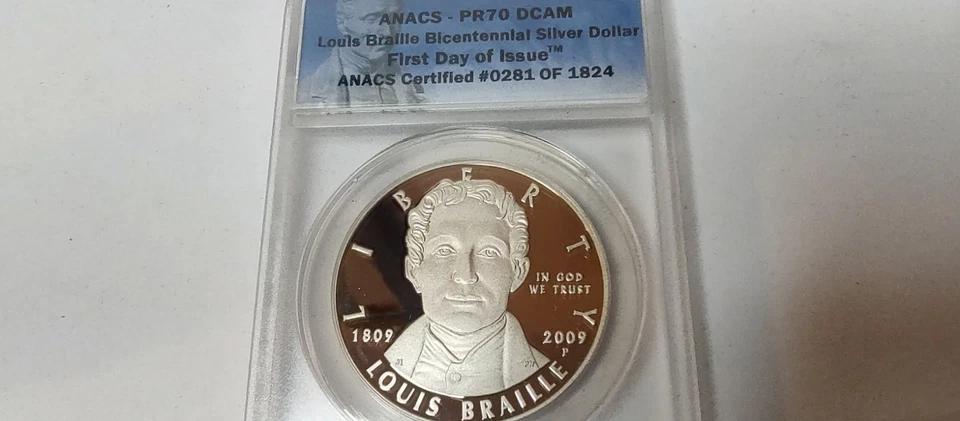 ANACS - PR70 DCAM
Louis Braille Bicentennial Silver Dollar
First Day of Issue™
ANACS Certified #0281 OF 1824
LIBERTY
IN GOD
WE TRUST
1809 2009
P
LOUIS BRAILLE